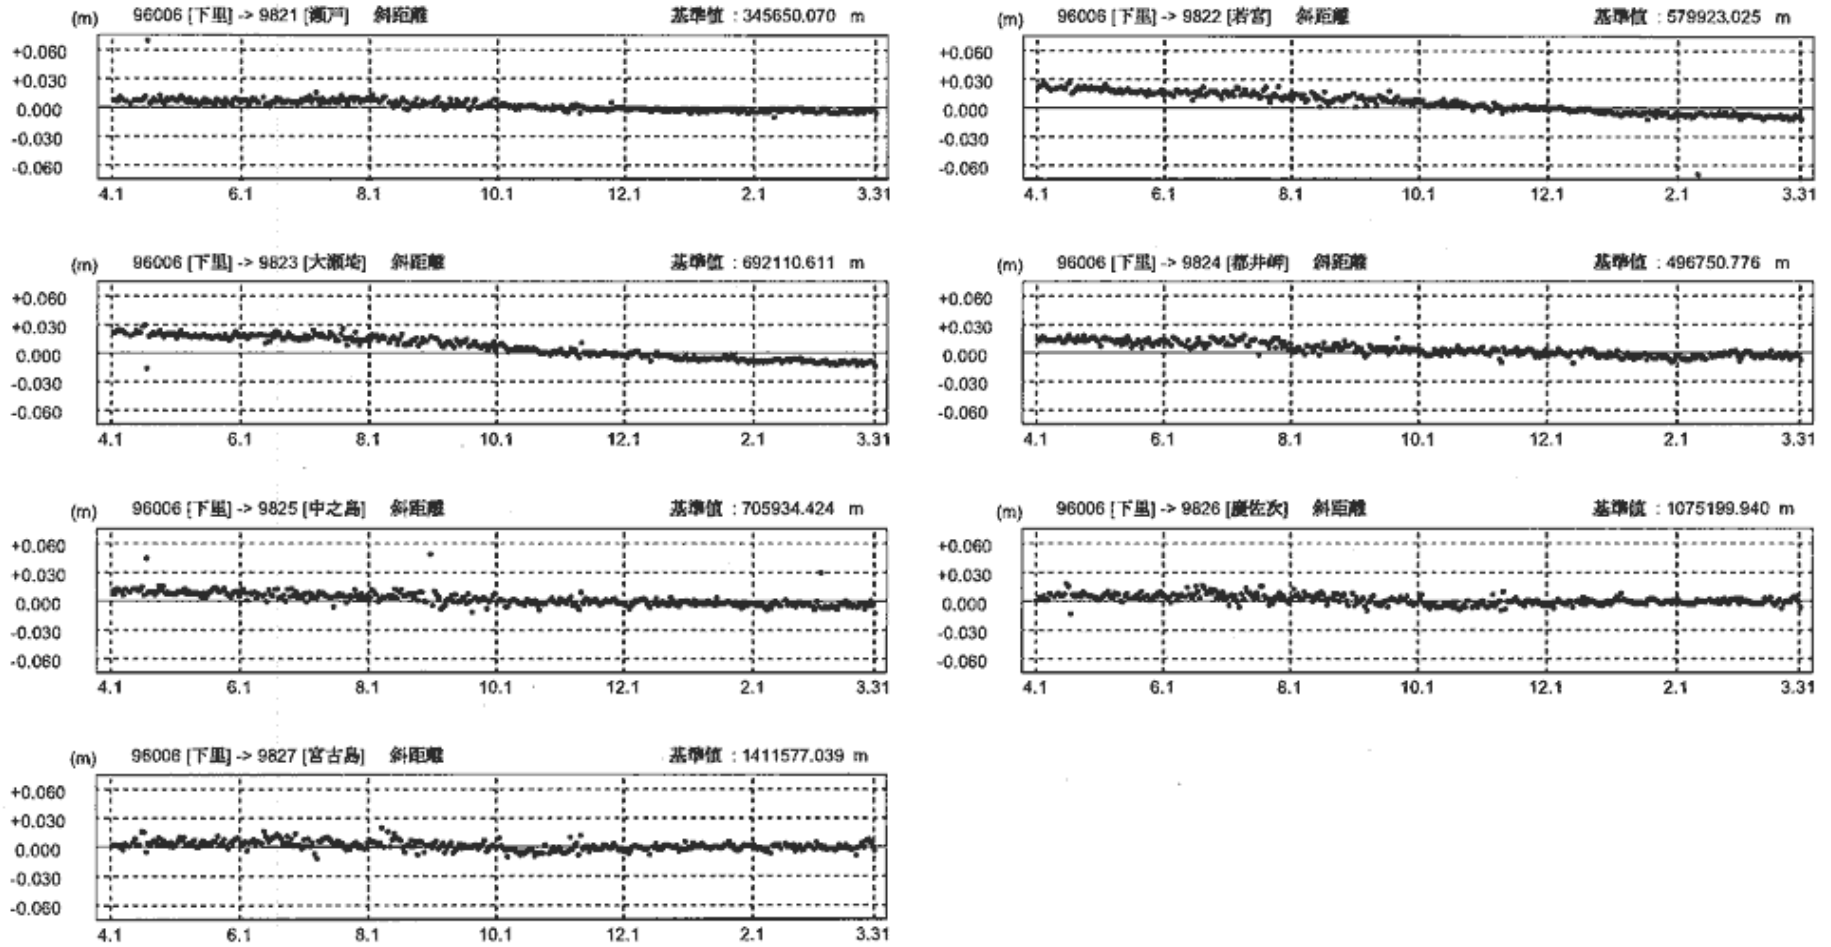 (m) 96006 [下里] -> 9821 [瀬戸] 斜距離 基準値 : 345650.070 m
+0.060
+0.030
0.000
-0.030
-0.060
4.1 6.1 8.1 10.1 12.1 2.1 3.31
(m) 96006 [下里] -> 9822 [若宮] 斜距離 基準値 : 579923.025 m
+0.060
+0.030
0.000
-0.030
-0.060
4.1 6.1 8.1 10.1 12.1 2.1 3.31
(m) 96006 [下里] -> 9823 [大瀬埼] 斜距離 基準値 : 692110.611 m
+0.060
+0.030
0.000
-0.030
-0.060
4.1 6.1 8.1 10.1 12.1 2.1 3.31
(m) 96006 [下里] -> 9824 [都井岬] 斜距離 基準値 : 496750.776 m
+0.060
+0.030
0.000
-0.030
-0.060
4.1 6.1 8.1 10.1 12.1 2.1 3.31
(m) 96006 [下里] -> 9825 [中之島] 斜距離 基準値 : 705934.424 m
+0.060
+0.030
0.000
-0.030
-0.060
4.1 6.1 8.1 10.1 12.1 2.1 3.31
(m) 96006 [下里] -> 9826 [慶佐次] 斜距離 基準値 : 1075199.940 m
+0.060
+0.030
0.000
-0.030
-0.060
4.1 6.1 8.1 10.1 12.1 2.1 3.31
(m) 96006 [下里] -> 9827 [宮古島] 斜距離 基準値 : 1411577.039 m
+0.060
+0.030
0.000
-0.030
-0.060
4.1 6.1 8.1 10.1 12.1 2.1 3.31